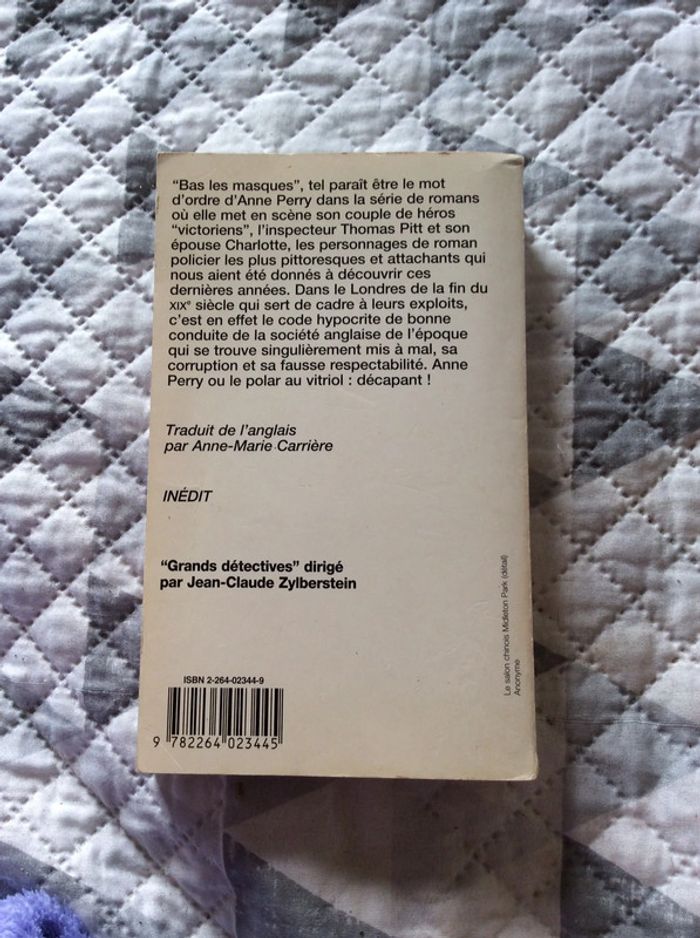 "Bas les masques", tel paraît être le mot
d'ordre d'Anne Perry dans la série de romans
où elle met en scène son couple de héros
"victoriens", l'inspecteur Thomas Pitt et son
épouse Charlotte, les personnages de roman
policier les plus pittoresques et attachants qui
nous aient été donnés à découvrir ces
dernières années. Dans le Londres de la fin du
XIXe siècle qui sert de cadre à leurs exploits,
c'est en effet le code hypocrite de bonne
conduite de la société anglaise de l'époque
qui se trouve singulièrement mis à mal, sa
corruption et sa fausse respectabilité. Anne
Perry ou le polar au vitriol : décapant !
Traduit de l'anglais
par Anne-Marie Carrière
INÉDIT
"Grands détectives" dirigé
par Jean-Claude Zylberstein
ISBN 2-264-02344-9
9 782264 023445
Le salon chinois Midleton Park (détail)
Anonyme